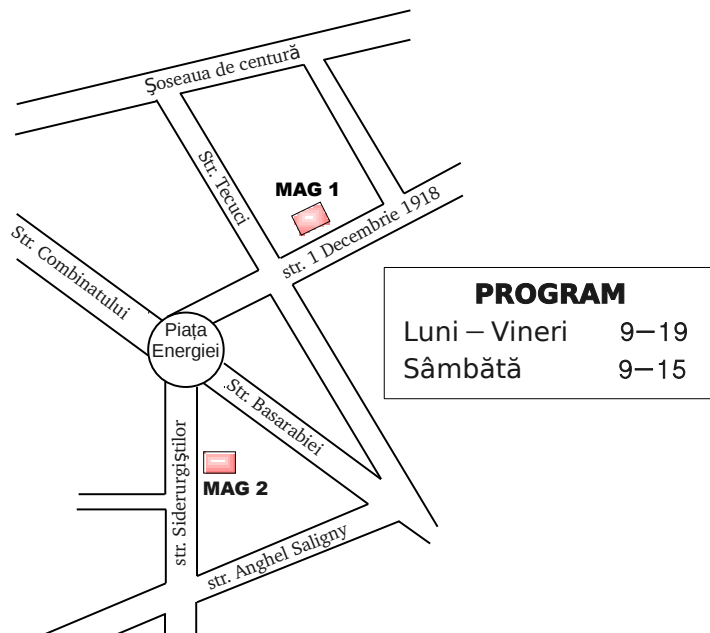 Şoseaua de centură
Str. Tecuci
MAG 1
str. 1 Decembrie 1918
Str. Combinatului
Piața
Energiei
PROGRAM
Luni – Vineri 9–19
Sâmbătă 9–15
Str. Basarabiei
str. Siderurgiştilor
MAG 2
str. Anghel Saligny